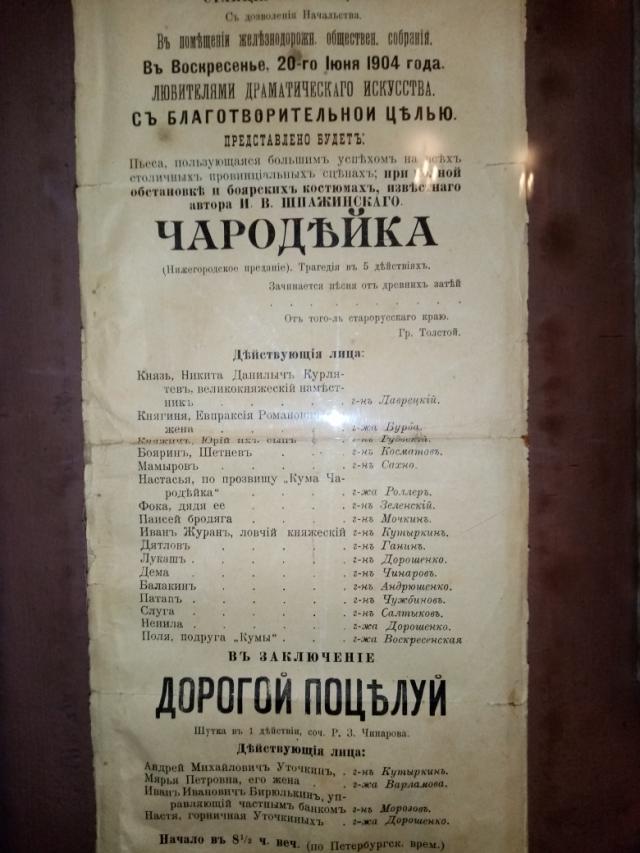 Съ дозволенія Начальства.
Въ помѣщеніи желѣзнодорожн. обществен. собранія.
Въ Воскресенье, 20-го Іюня 1904 года.
ЛЮБИТЕЛЯМИ ДРАМАТИЧЕСКАГО ИСКУССТВА.
СЪ БЛАГОТВОРИТЕЛЬНОЙ ЦѢЛЬЮ.
ПРЕДСТАВЛЕНО БУДЕТЪ:
Пьеса, пользующаяся большимъ успѣхомъ на всѣхъ
столичныхъ провинціальныхъ сценахъ; при
обстановкѣ и боярскихъ костюмахъ, извѣстнаго
автора И. В. ШПАЖИНСКАГО.
ЧАРОДѢЙКА
(Нижегородское преданіе). Трагедія въ 5 дѣйствіяхъ.
Зачинается пѣсня отъ древнихъ затѣй
. . . . . . . . . .
Отъ того-ль старорусскаго краю.
Гр. Толстой.
Дѣйствующія лица:
Князь, Никита Данилычъ Курля-
тевъ, великокняжескій намѣст-
никъ . . . . . г-нъ Лаврецкій.
Княгиня, Евпраксія
жена . . . . . г-жа Бурба.
Княжичъ, Юрій ихъ сынъ . г-нъ
Бояринъ, Шетневъ . . . г-нъ Косматовъ.
Мамыровъ . . . . г-нъ Сахно.
Настасья, по прозвищу „Кума Ча-
родѣйка“ . . . . г-жа Роллеръ.
Фока, дядя ее . . . . г-нъ Зеленскій.
Паисей бродяга . . . . г-нъ Мочкинъ.
Иванъ Журанъ, ловчій княжескій г-нъ Кутыркинъ.
Дятловъ . . . . . г-нъ Ганинъ.
Лукашъ . . . . . г-нъ Дорошенко.
Дема . . . . . г-нъ Чинаровъ.
Балакинъ . . . . . г-нъ Андрюшенко.
Патапъ . . . . . г-нъ Чужбиновъ.
Слуга . . . . . г-нъ Салтыковъ.
Ненила . . . . . г-жа Дорошенко.
Поля, подруга „Кумы“ . . . г-жа Воскресенская
ВЪ ЗАКЛЮЧЕНІЕ
ДОРОГОЙ ПОЦѢЛУЙ
Шутка въ 1 дѣйствіи, соч. Р. З. Чинарова.
Дѣйствующія лица:
Андрей Михайловичъ Уточкинъ, . г-нъ Кутыркинъ.
Марья Петровна, его жена . . г-жа Варламова.
Иванъ Ивановичъ Бирюлькинъ, уп-
равляющій частнымъ банкомъ г-нъ Морозовъ.
Настя, горничная Уточкиныхъ . г-жа Дорошенко.
Начало въ 8½ ч. веч. (по Петербургск. врем.)